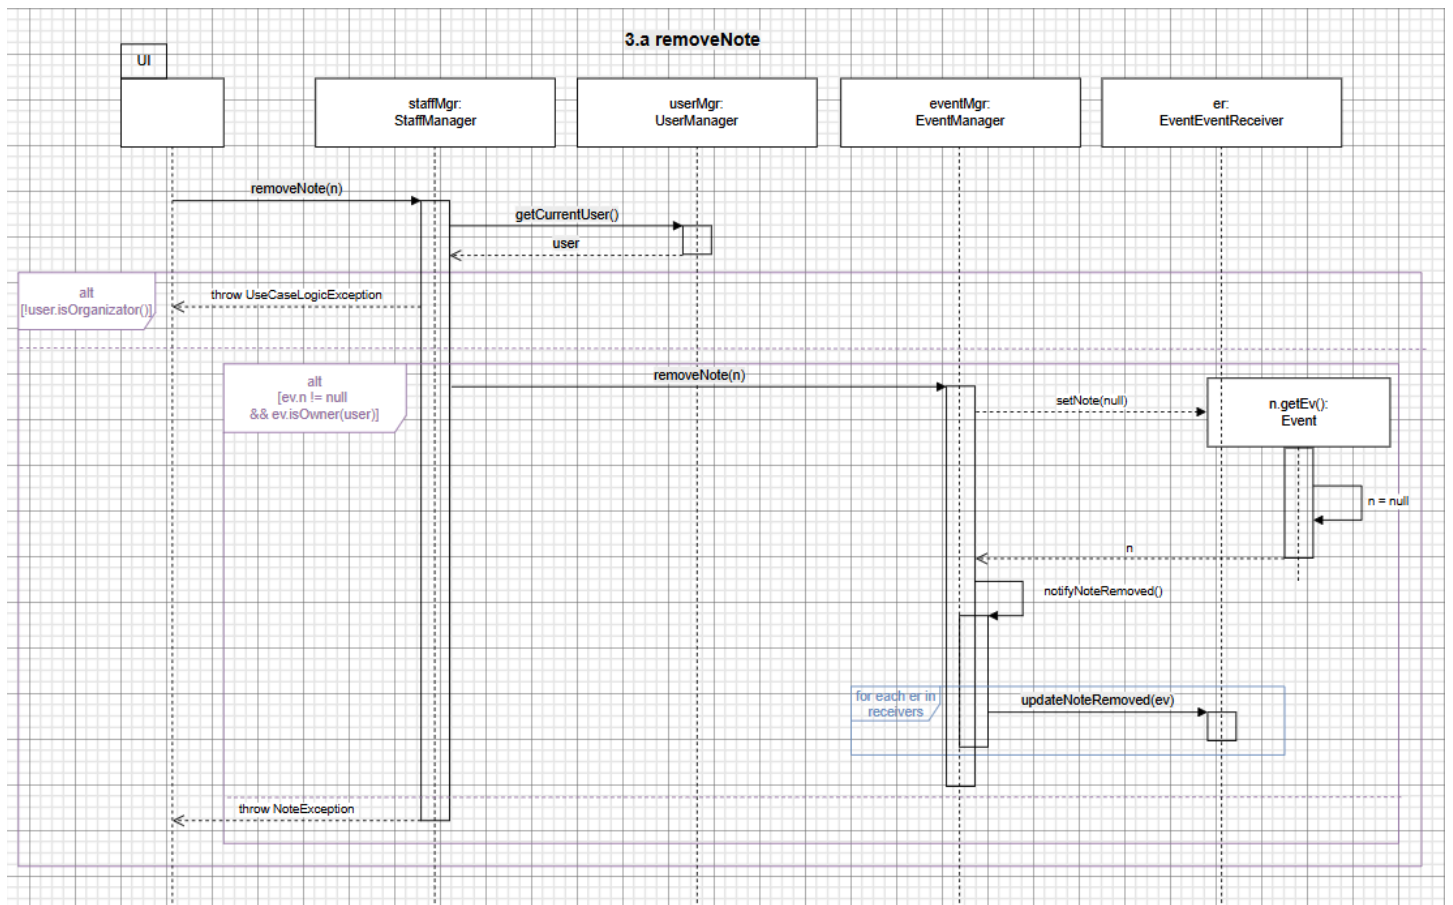 3.a removeNote
UI
staffMgr:
StaffManager
userMgr:
UserManager
eventMgr:
EventManager
er:
EventEventReceiver
removeNote(n)
getCurrentUser()
user
alt
[!user.isOrganizator()]
throw UseCaseLogicException
alt
[ev.n != null
&& ev.isOwner(user)]
removeNote(n)
setNote(null)
n.getEv():
Event
n = null
n
notifyNoteRemoved()
for each er in
receivers
updateNoteRemoved(ev)
throw NoteException